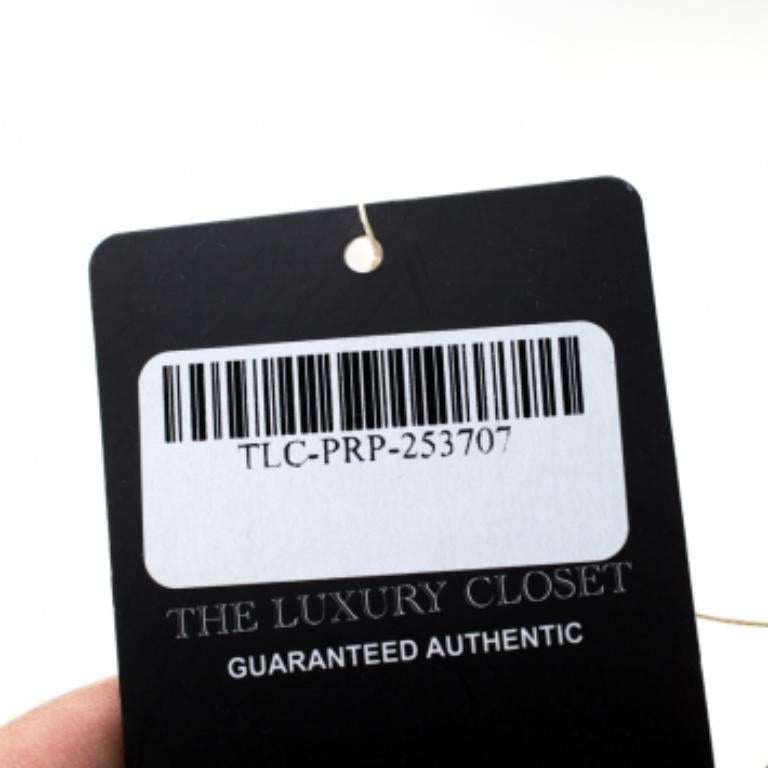 TLC-PRP-253707
THE LUXURY CLOSET
GUARANTEED AUTHENTIC